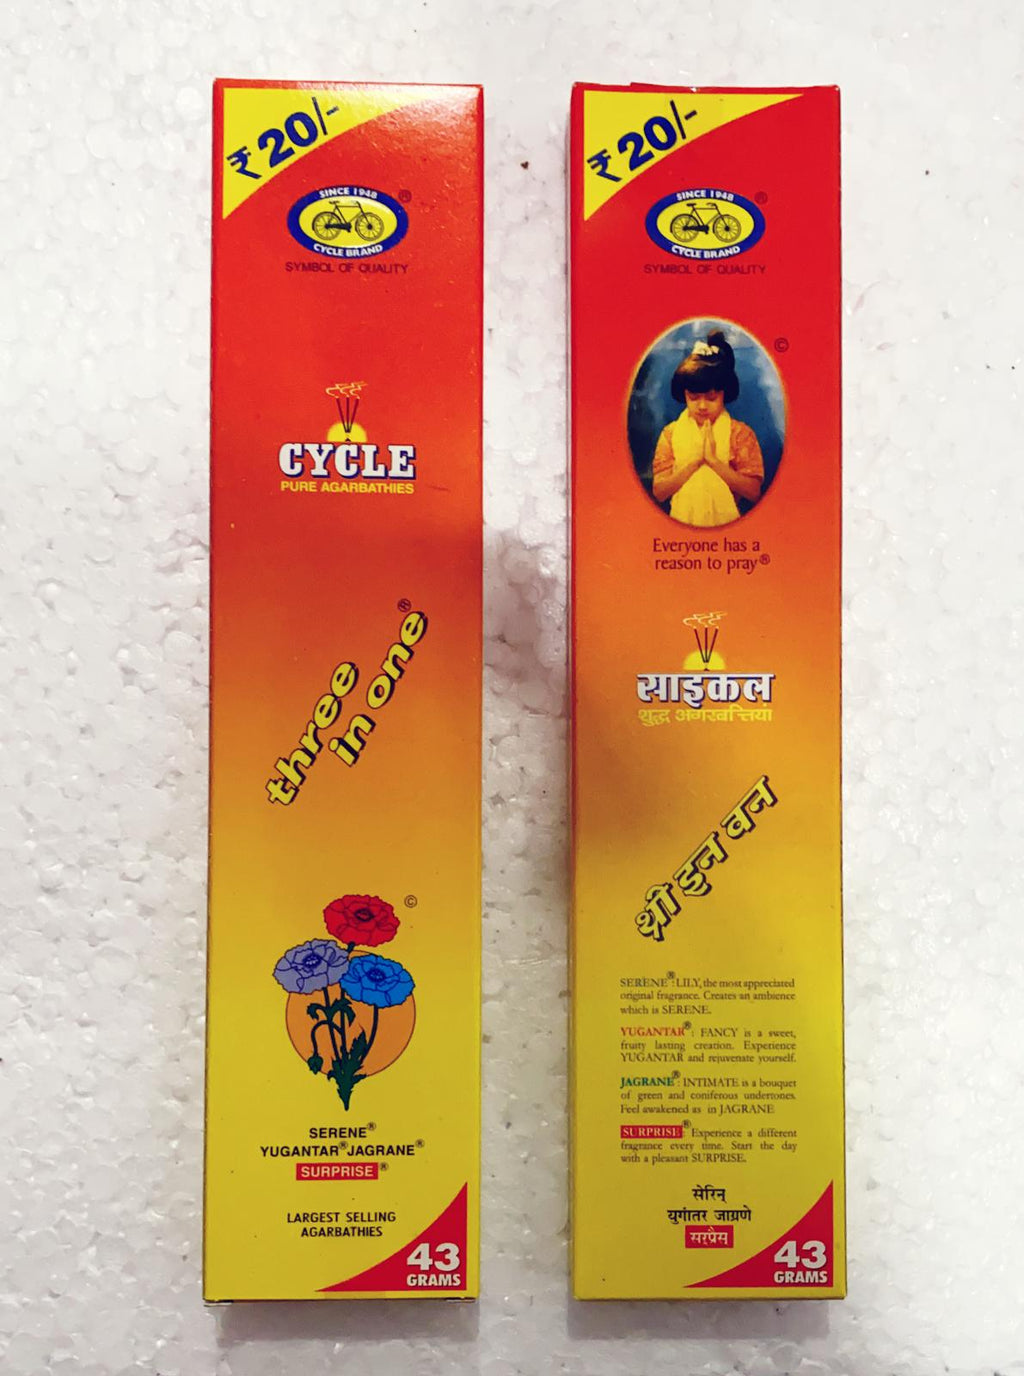 ₹ 20/-
SINCE 1948
CYCLE BRAND
®
SYMBOL OF QUALITY
CYCLE
PURE AGARBATHIES
three
in one®
©
SERENE®
YUGANTAR® JAGRANE®
SURPRISE®
LARGEST SELLING
AGARBATHIES
43
GRAMS
₹ 20/-
SINCE 1948
CYCLE BRAND
®
SYMBOL OF QUALITY
©
Everyone has a
reason to pray®
साइकल
शुद्ध अगरबत्तियां
थ्री इन वन
SERENE®: LILY, the most appreciated
original fragrance. Creates an ambience
which is SERENE.
YUGANTAR®: FANCY is a sweet,
fruity lasting creation. Experience
YUGANTAR and rejuvenate yourself.
JAGRANE®: INTIMATE is a bouquet
of green and coniferous undertones.
Feel awakened as in JAGRANE
SURPRISE®: Experience a different
fragrance every time. Start the day
with a pleasant SURPRISE.
सेरिन्
युगांतर जाग्रणे
सरप्रैस्
43
GRAMS